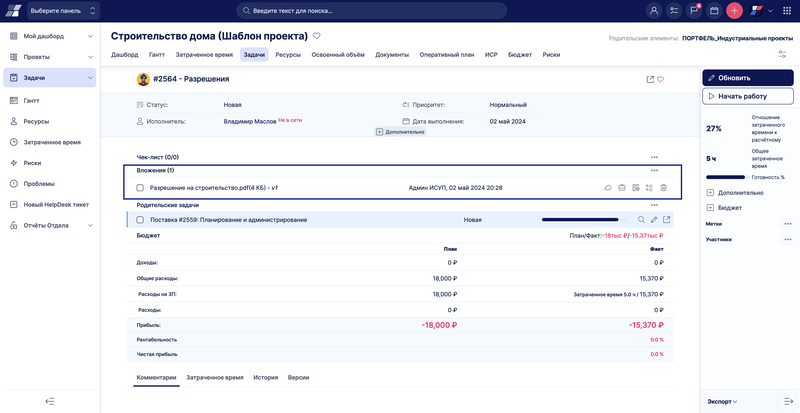 Выберите панель
Введите текст для поиска...
4
Мой дашборд
Проекты
Задачи
Гантт
Ресурсы
Затраченное время
Риски
Проблемы
Новый HelpDesk тикет
Отчёты Отдела
Строительство дома (Шаблон проекта)
Родительские элементы: ПОРТФЕЛЬ_Индустриальные проекты
Дашборд Гантт Затраченное время Задачи Ресурсы Освоенный объём Документы Оперативный план ИСР Бюджет Риски
#2564 - Разрешения
Статус: Новая Приоритет: Нормальный
Исполнитель: Владимир Маслов Не в сети Дата выполнения: 02 май 2024
Дополнительно
Чек-лист (0/0)
Вложения (1)
Разрешение на строительство.pdf(4 КБ) - v1 Админ ИСУП, 02 май 2024 20:28
Родительские задачи
Поставка #2559: Планирование и администрирование Новая
Бюджет План/Факт:-18тыс ₽/-15.37тыс ₽
План Факт
Доходы: 0 ₽ 0 ₽
Общие расходы: 18,000 ₽ 15,370 ₽
Расходы на ЗП: 18,000 ₽ Затраченное время 5.0 ч / 15,370 ₽
Расходы: 0 ₽ 0 ₽
Прибыль: -18,000 ₽ -15,370 ₽
Рентабельность 0.0 %
Чистая прибыль 0.0 %
Комментарии Затраченное время История Версии
Обновить
Начать работу
27% Отношение затраченного времени к расчётному
5 ч Общее затраченное время
Готовность %
Дополнительно
Бюджет
Метки
Участники
Экспорт